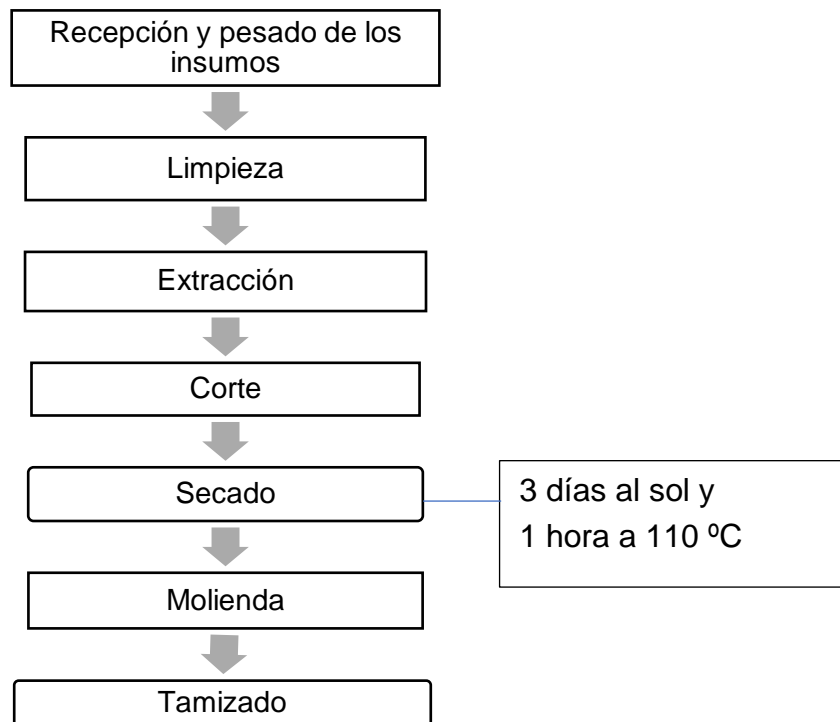 Recepción y pesado de los
insumos
Limpieza
Extracción
Corte
Secado
3 días al sol y
1 hora a 110 ºC
Molienda
Tamizado